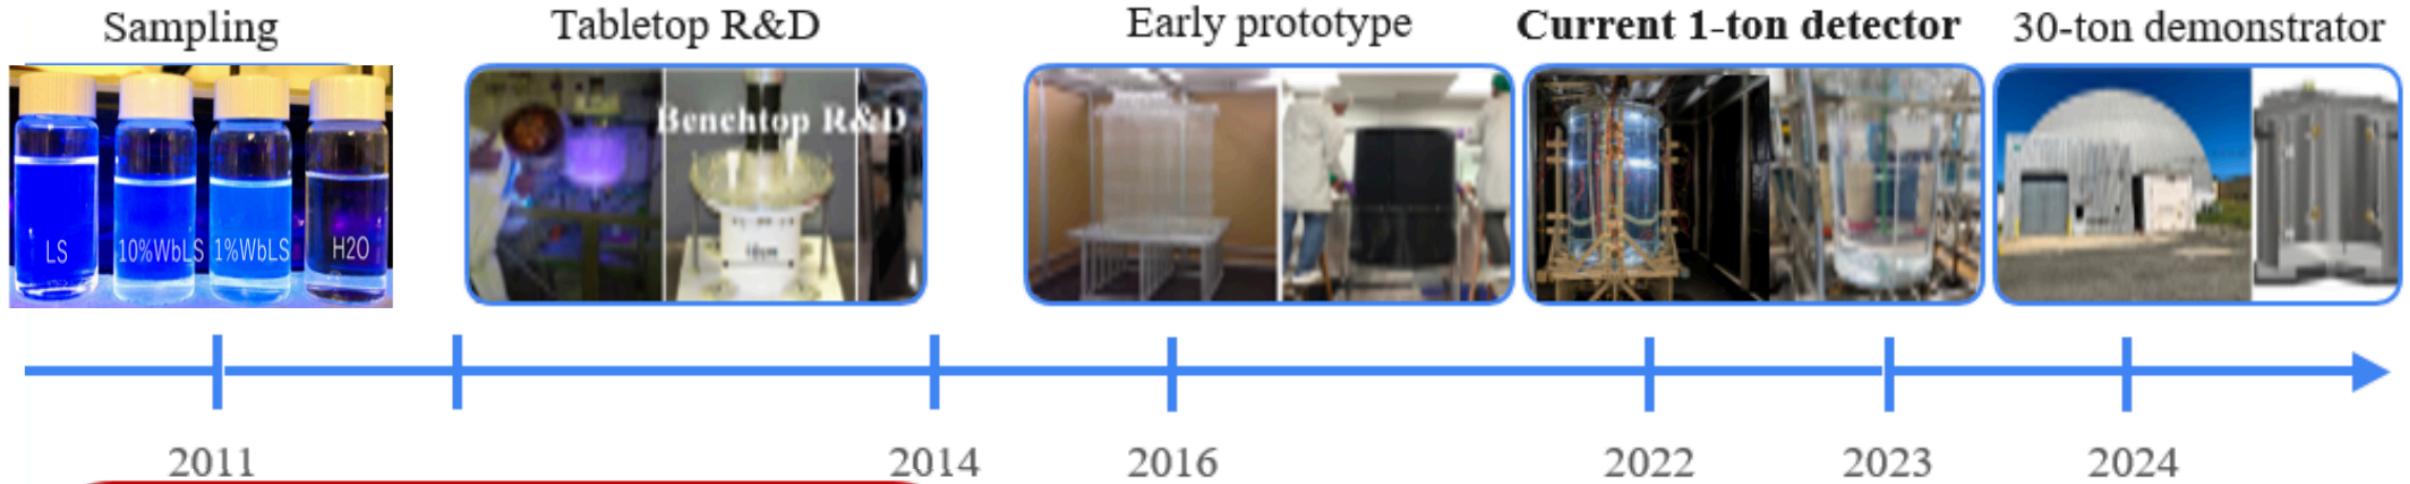 Sampling
Tabletop R&D
Early prototype
Current 1-ton detector
30-ton demonstrator
Benchtop R&D
LS
10%WbLS
1%WbLS
H2O
2011
2014
2016
2022
2023
2024